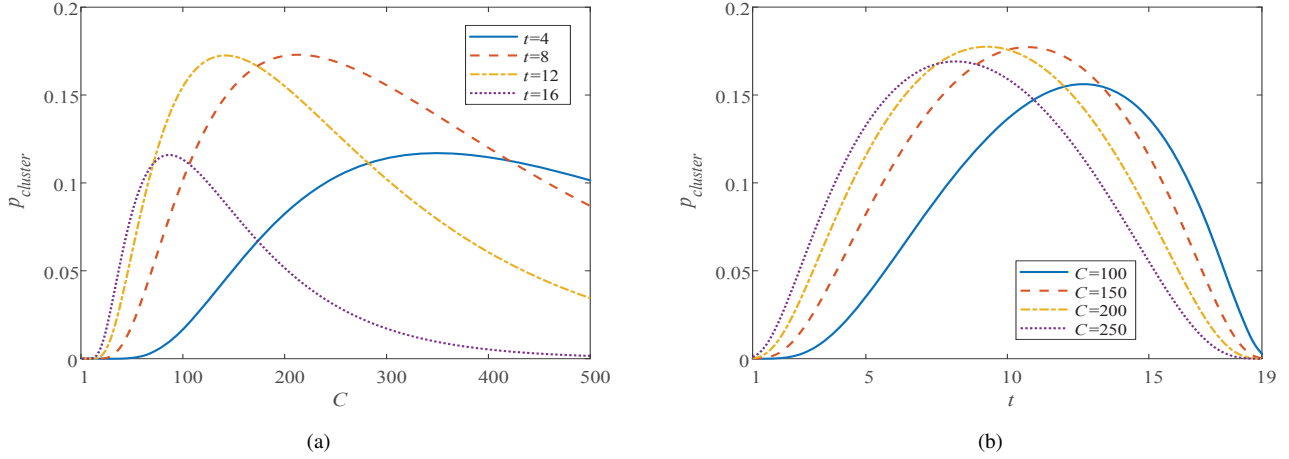 0.2
0.15
0.1
0.05
0
p_cluster
t=4
t=8
t=12
t=16
1 100 200 300 400 500
C
(a)
0.2
0.15
0.1
0.05
0
p_cluster
C=100
C=150
C=200
C=250
1 5 10 15 19
t
(b)